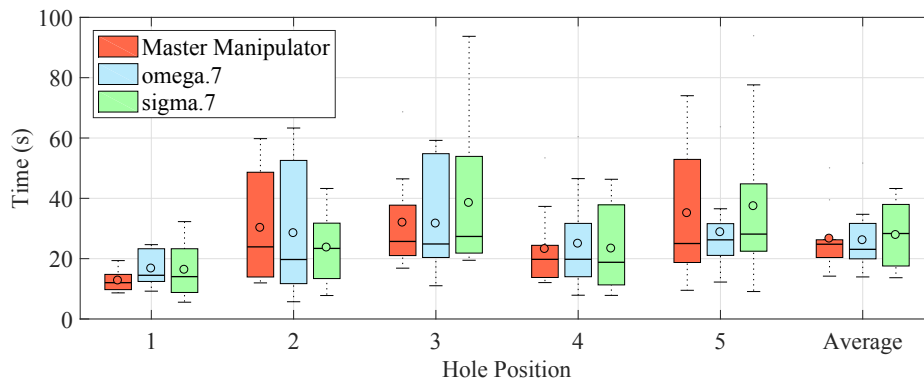 100
80
60
40
20
0
Time (s)
Master Manipulator
omega.7
sigma.7
1 2 3 4 5 Average
Hole Position